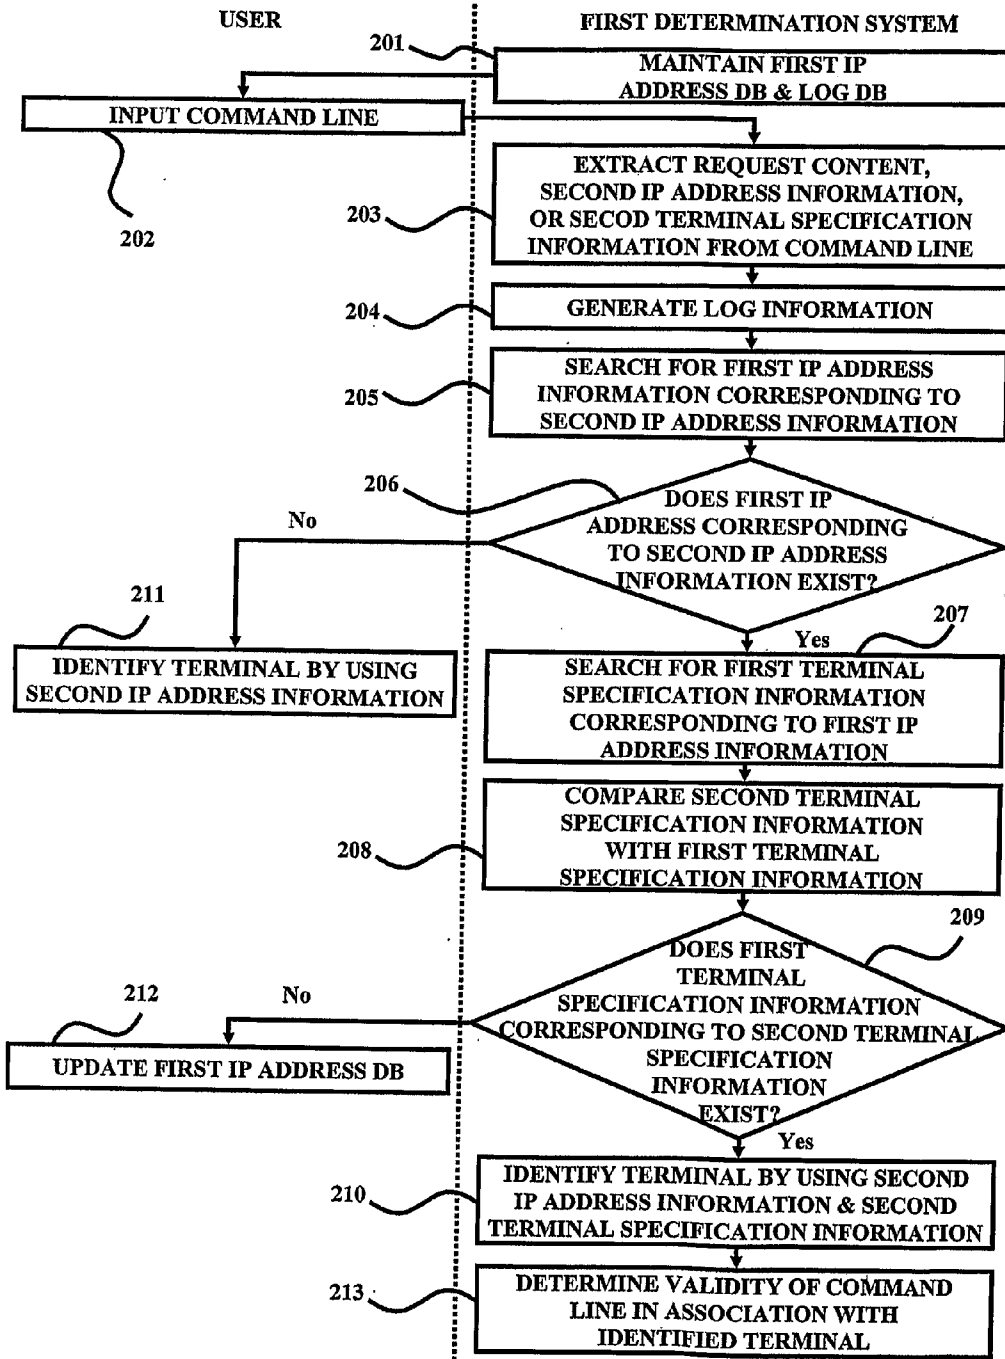 USER
FIRST DETERMINATION SYSTEM
201
MAINTAIN FIRST IP
ADDRESS DB & LOG DB
INPUT COMMAND LINE
202
EXTRACT REQUEST CONTENT,
SECOND IP ADDRESS INFORMATION,
OR SECOD TERMINAL SPECIFICATION
INFORMATION FROM COMMAND LINE
203
GENERATE LOG INFORMATION
204
SEARCH FOR FIRST IP ADDRESS
INFORMATION CORRESPONDING TO
SECOND IP ADDRESS INFORMATION
205
206
DOES FIRST IP
ADDRESS CORRESPONDING
TO SECOND IP ADDRESS
INFORMATION EXIST?
No
211
IDENTIFY TERMINAL BY USING
SECOND IP ADDRESS INFORMATION
Yes
207
SEARCH FOR FIRST TERMINAL
SPECIFICATION INFORMATION
CORRESPONDING TO FIRST IP
ADDRESS INFORMATION
COMPARE SECOND TERMINAL
SPECIFICATION INFORMATION
WITH FIRST TERMINAL
SPECIFICATION INFORMATION
208
209
DOES FIRST
TERMINAL
SPECIFICATION INFORMATION
CORRESPONDING TO SECOND TERMINAL
SPECIFICATION
INFORMATION
EXIST?
No
212
UPDATE FIRST IP ADDRESS DB
Yes
IDENTIFY TERMINAL BY USING SECOND
IP ADDRESS INFORMATION & SECOND
TERMINAL SPECIFICATION INFORMATION
210
DETERMINE VALIDITY OF COMMAND
LINE IN ASSOCIATION WITH
IDENTIFIED TERMINAL
213